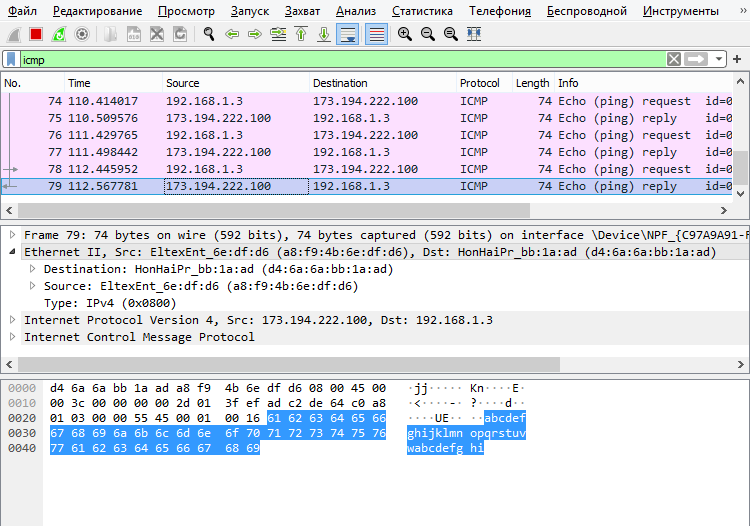 Файл Правка Просмотр Запуск Захват Анализ Статистика Телефония Беспроводной Инструменты »
icmp
No. Time Source Destination Protocol Length Info
74 110.414017 192.168.1.3 173.194.222.100 ICMP 74 Echo (ping) request id=0
75 110.509576 173.194.222.100 192.168.1.3 ICMP 74 Echo (ping) reply id=0
76 111.429765 192.168.1.3 173.194.222.100 ICMP 74 Echo (ping) request id=0
77 111.498442 173.194.222.100 192.168.1.3 ICMP 74 Echo (ping) reply id=0
78 112.445952 192.168.1.3 173.194.222.100 ICMP 74 Echo (ping) request id=0
79 112.567781 173.194.222.100 192.168.1.3 ICMP 74 Echo (ping) reply id=0
Frame 79: 74 bytes on wire (592 bits), 74 bytes captured (592 bits) on interface \Device\NPF_{C97A9A91-F
Ethernet II, Src: EltexEnt_6e:df:d6 (a8:f9:4b:6e:df:d6), Dst: HonHaiPr_bb:1a:ad (d4:6a:6a:bb:1a:ad)
Destination: HonHaiPr_bb:1a:ad (d4:6a:6a:bb:1a:ad)
Source: EltexEnt_6e:df:d6 (a8:f9:4b:6e:df:d6)
Type: IPv4 (0x0800)
Internet Protocol Version 4, Src: 173.194.222.100, Dst: 192.168.1.3
Internet Control Message Protocol
0000 d4 6a 6a bb 1a ad a8 f9 4b 6e df d6 08 00 45 00 ·jj····· Kn····E·
0010 00 3c 00 00 00 00 2d 01 3f ef ad c2 de 64 c0 a8 ·<····-· ?····d··
0020 01 03 00 00 55 45 00 01 00 16 61 62 63 64 65 66 ····UE·· ··abcdef
0030 67 68 69 6a 6b 6c 6d 6e 6f 70 71 72 73 74 75 76 ghijklmn opqrstuv
0040 77 61 62 63 64 65 66 67 68 69 wabcdefg hi